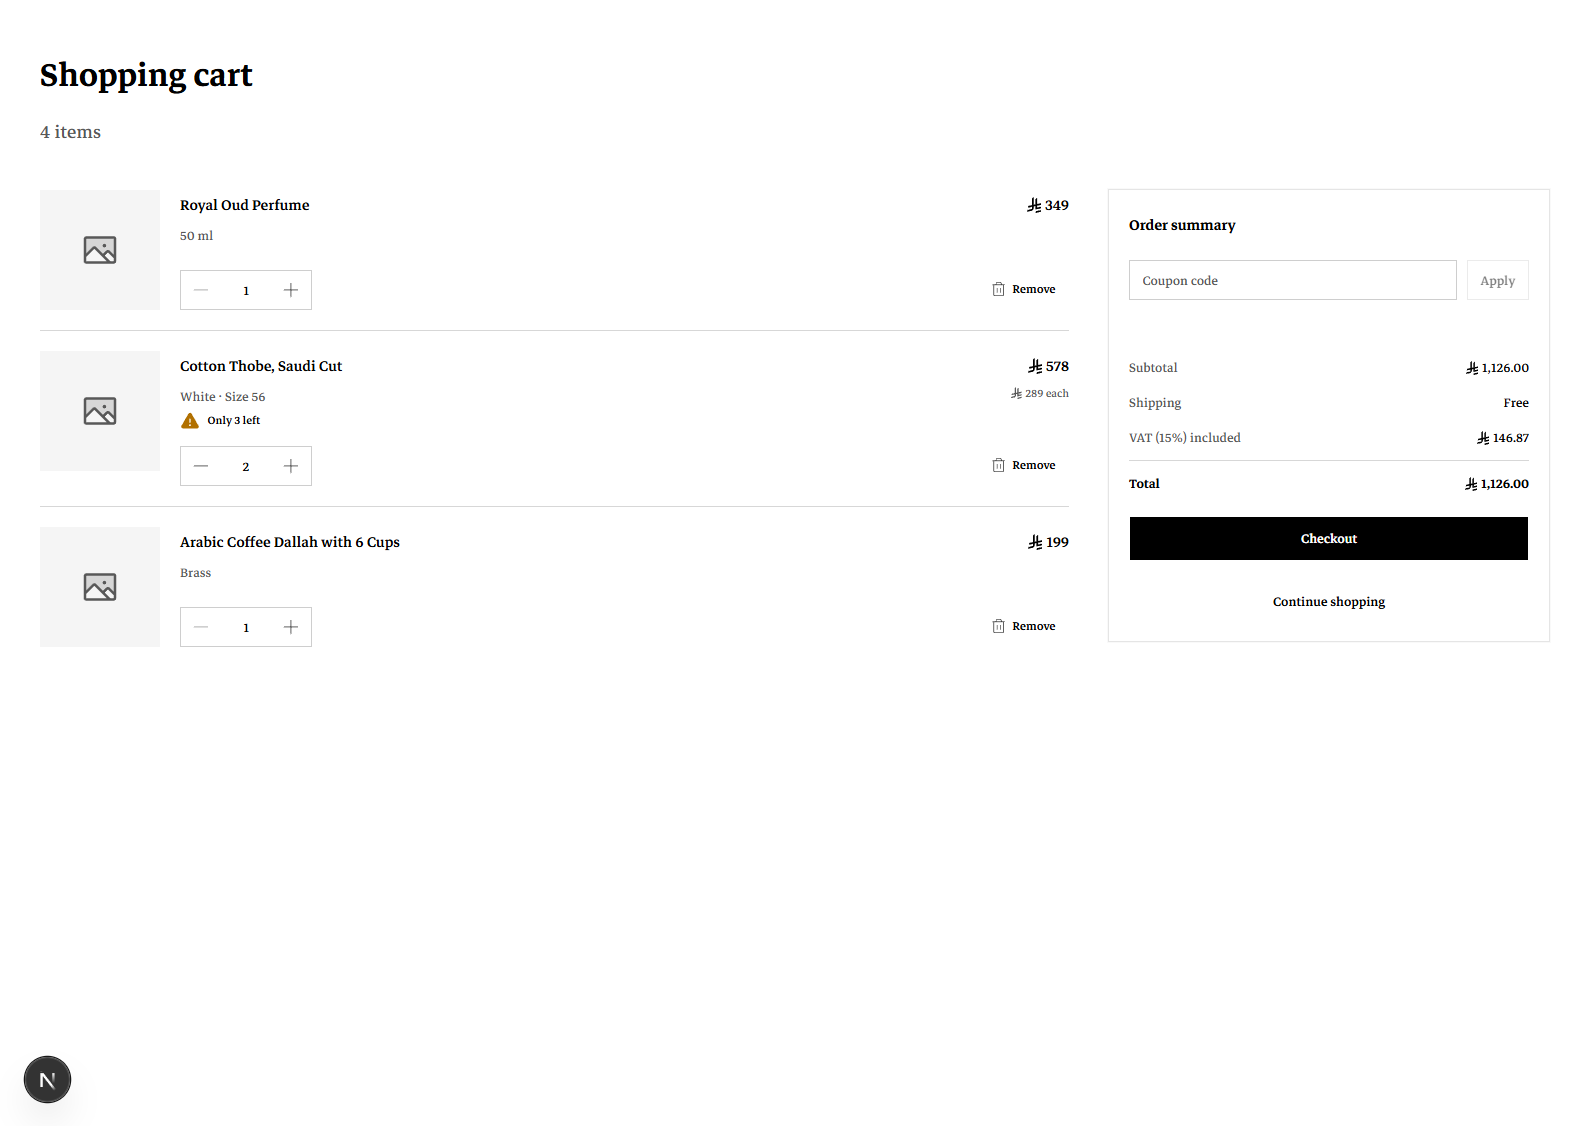 Shopping cart
4 items
Royal Oud Perfume
⃁ 349
50 ml
1
Remove
Cotton Thobe, Saudi Cut
⃁ 578
White · Size 56
⃁ 289 each
Only 3 left
2
Remove
Arabic Coffee Dallah with 6 Cups
⃁ 199
Brass
1
Remove
Order summary
Coupon code
Apply
Subtotal ⃁ 1,126.00
Shipping Free
VAT (15%) included ⃁ 146.87
Total ⃁ 1,126.00
Checkout
Continue shopping
N